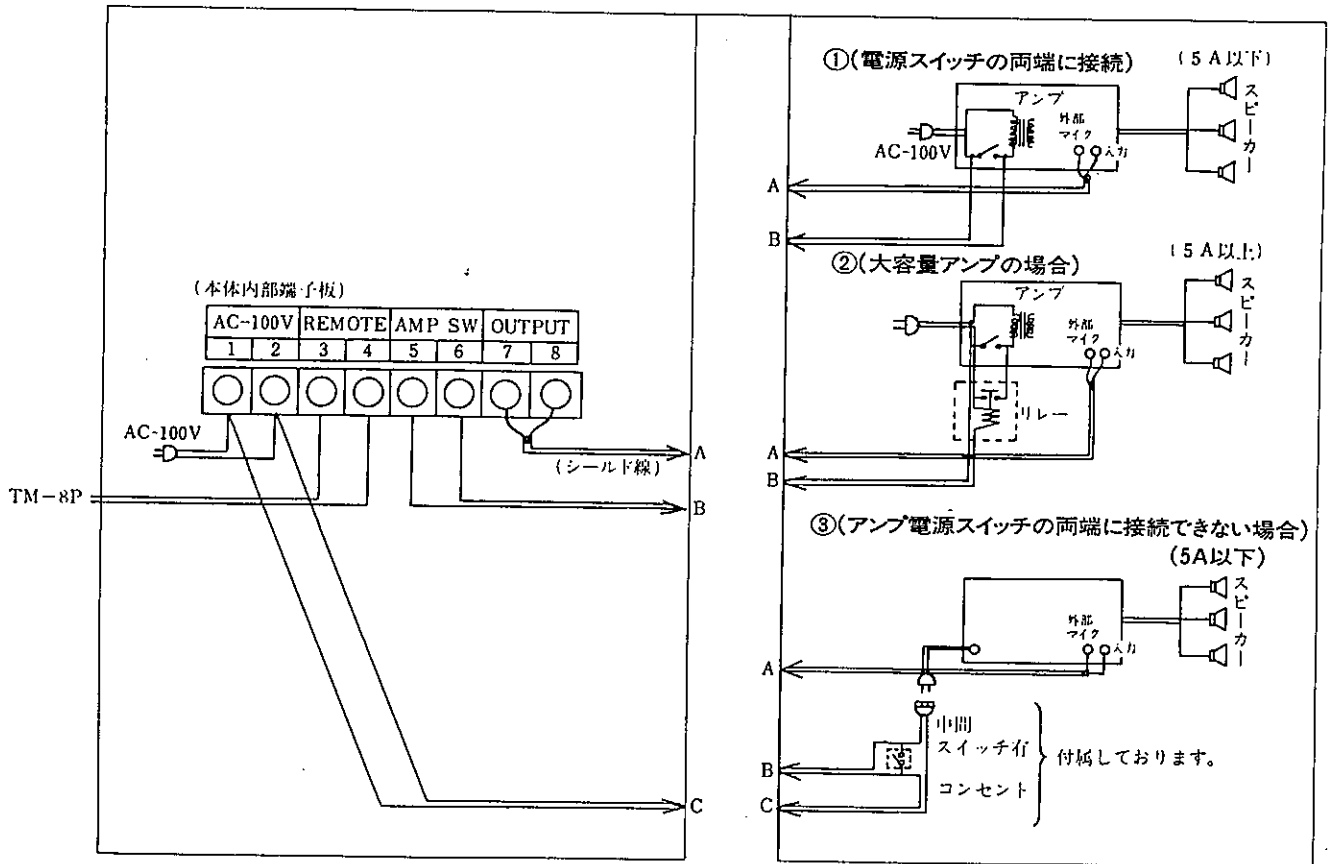 (本体内部端子板)
AC-100V REMOTE AMP SW OUTPUT
1 2 3 4 5 6 7 8
AC-100V
(シールド線)
TM-8P
A
B
C
①(電源スイッチの両端に接続)
(5A以下)
アンプ
外部
マイク
入力
スピーカー
AC-100V
A
B
②(大容量アンプの場合)
(5A以上)
アンプ
外部
マイク
入力
スピーカー
リレー
A
B
③(アンプ電源スイッチの両端に接続できない場合)
(5A以下)
外部
マイク
入力
スピーカー
A
中間
スイッチ有
コンセント
付属しております。
B
C